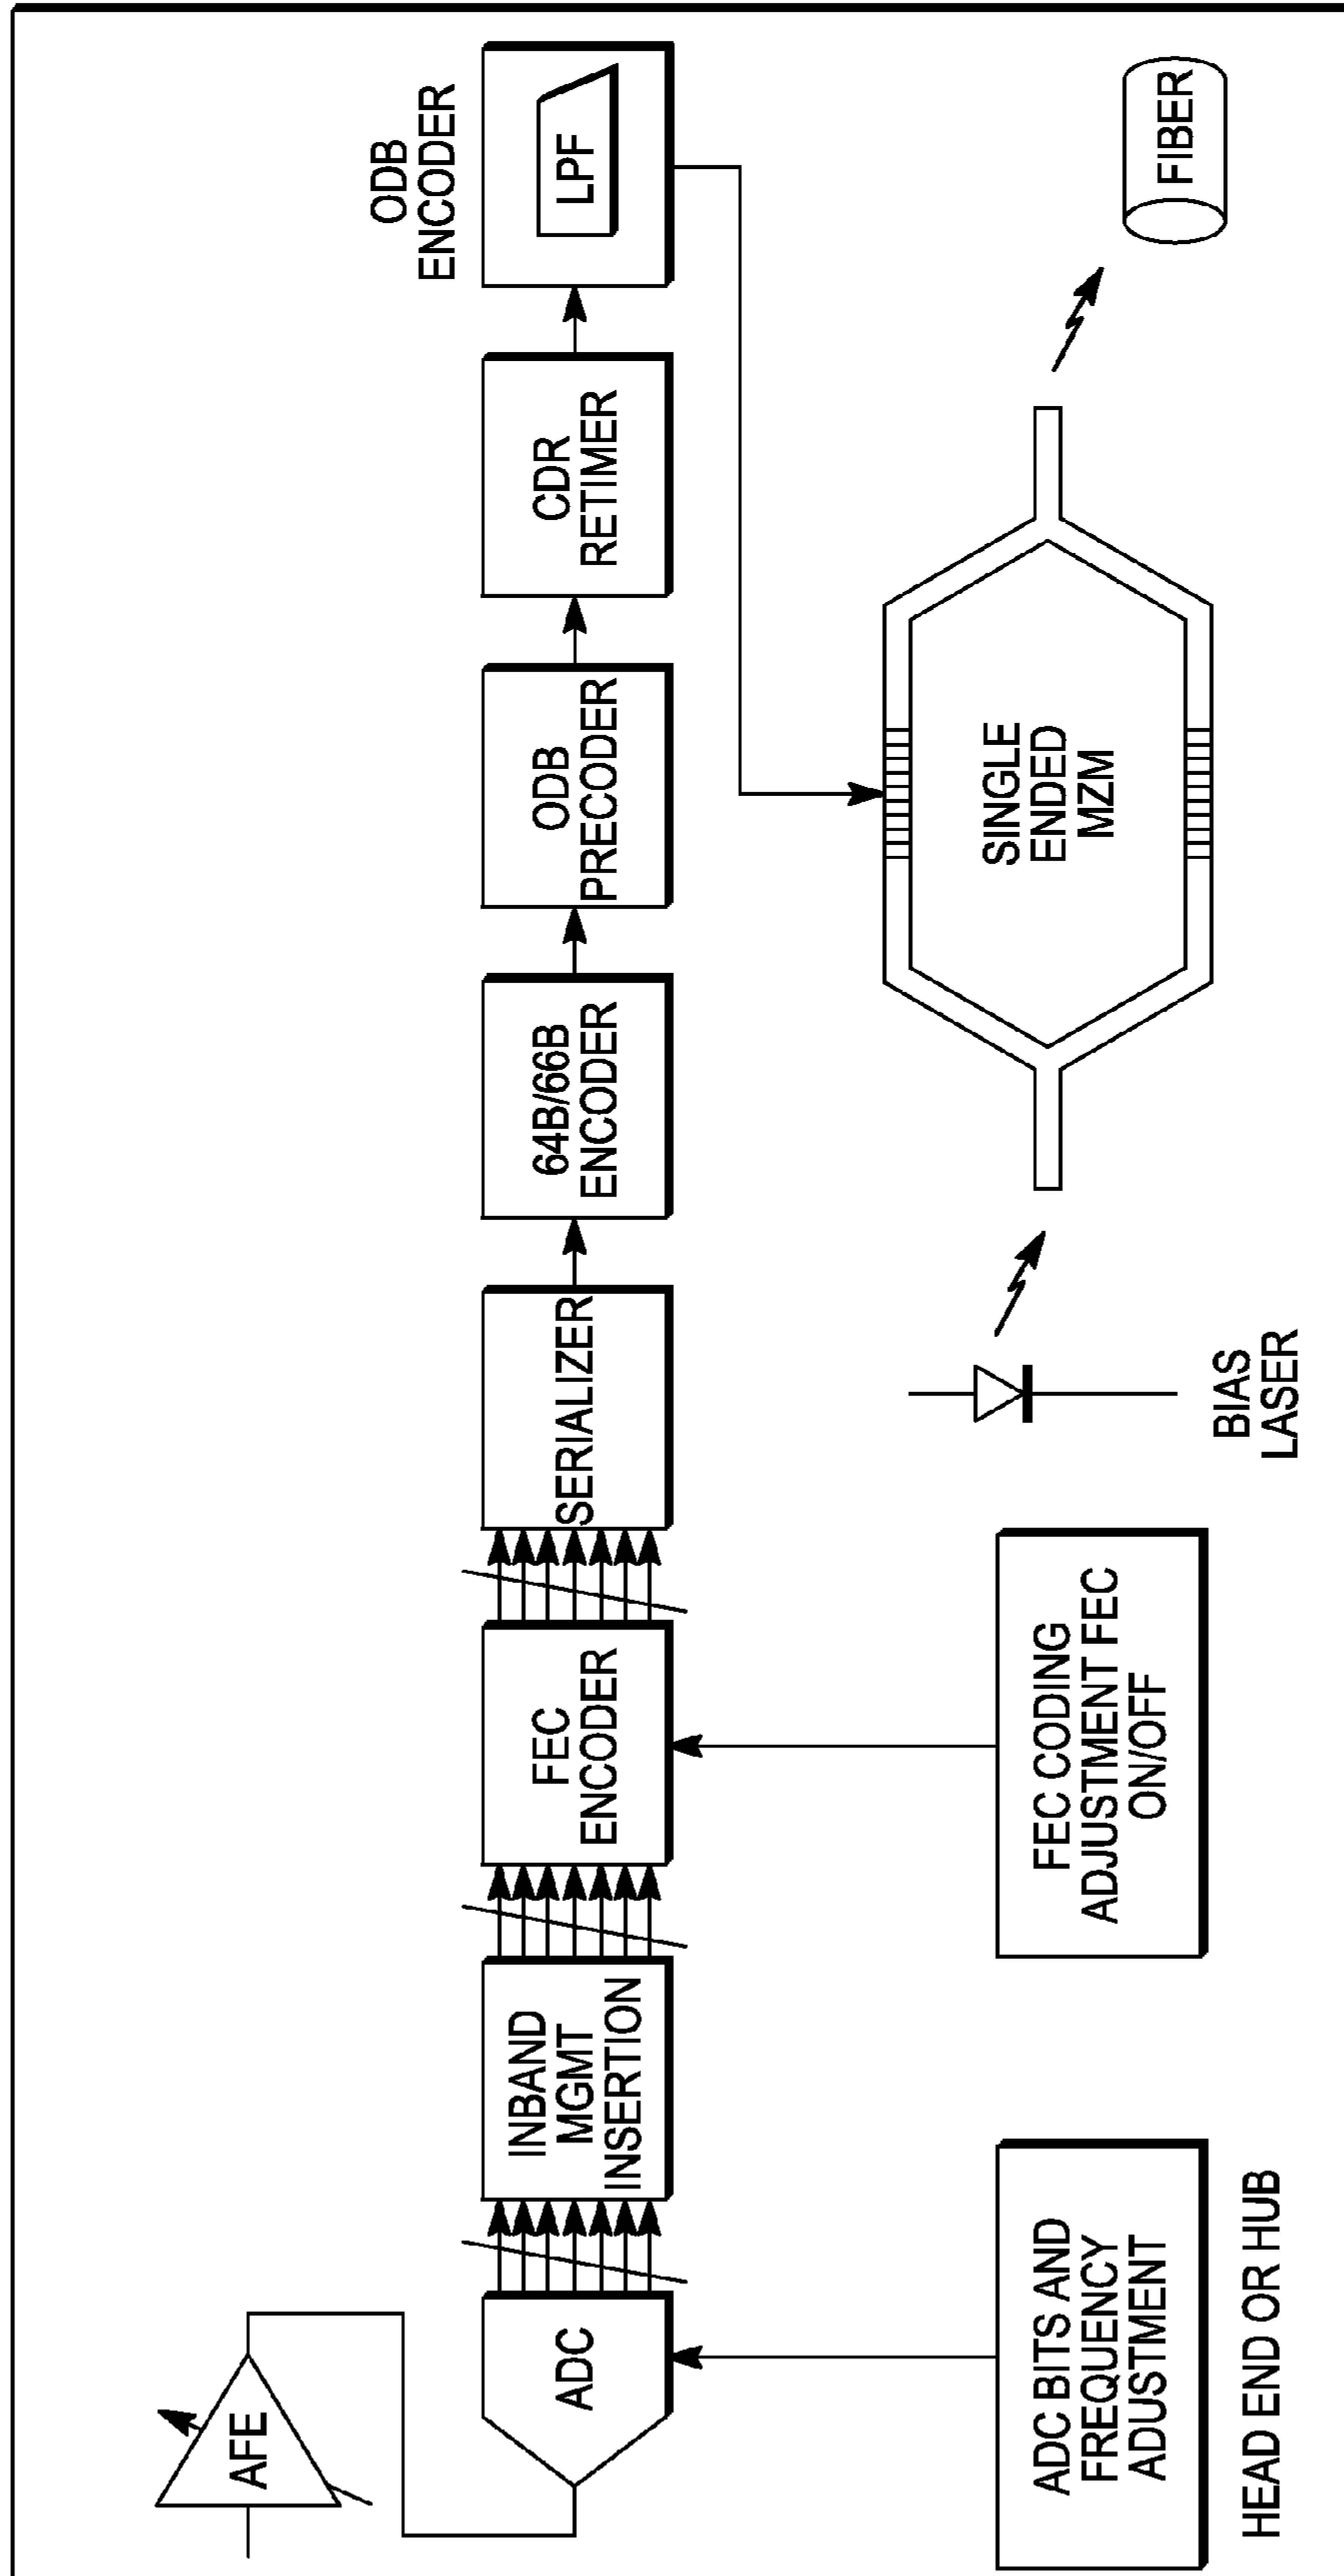 AFE
ADC
INBAND
MGMT
INSERTION
FEC
ENCODER
SERIALIZER
64B/66B
ENCODER
ODB
PRECODER
CDR
RETIMER
ODB
ENCODER
LPF
ADC BITS AND
FREQUENCY
ADUSTMENT
FEC CODING
ADJUSTMENT FEC
ON/OFF
BIAS
LASER
SINGLE
ENDED
MZM
FIBER
HEAD END OR HUB